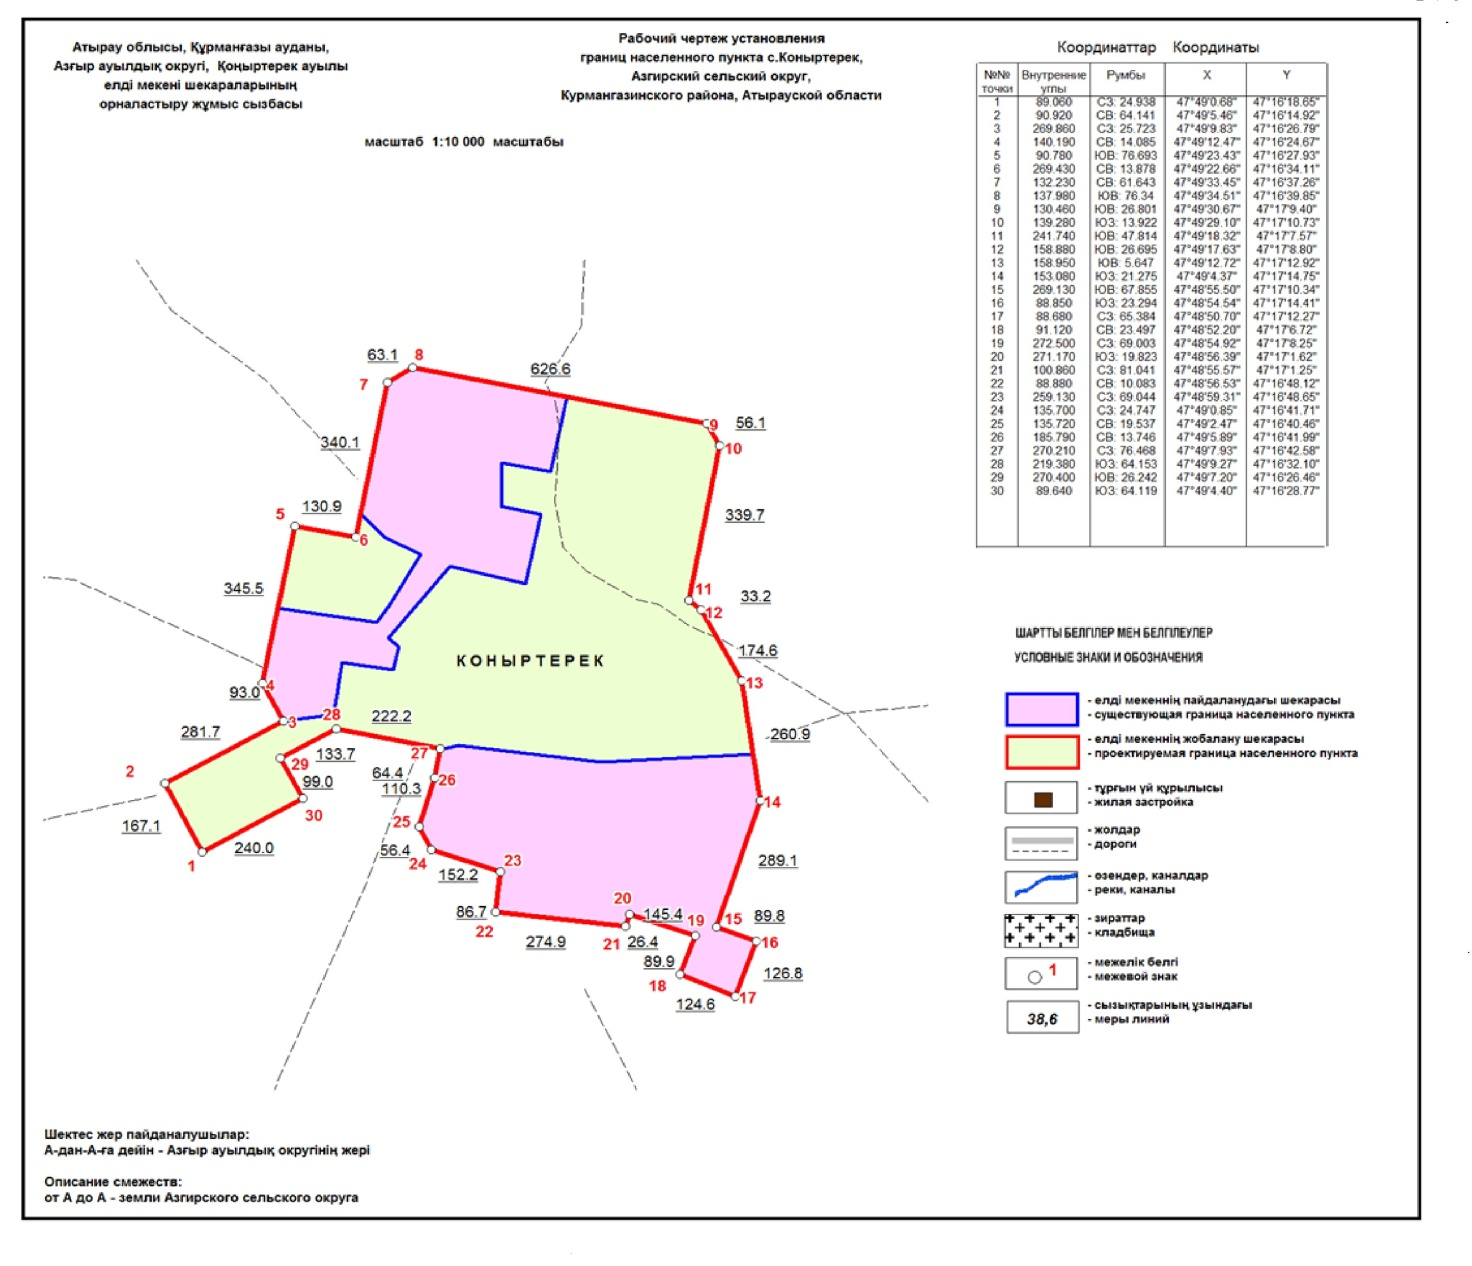 Атырау облысы, Құрманғазы ауданы,
Азғыр ауылдық округі, Қоңыртерек ауылы
елді мекені шекараларының
орналастыру жұмыс сызбасы
Рабочий чертеж установления
границ населенного пункта с.Коныртерек,
Азгирский сельский округ,
Курмангазинского района, Атырауской области
масштаб 1:10 000 масштабы
Координаттар Координаты
№№ точки Внутренние углы Румбы X Y
1 89.060 СЗ: 24.938 47°49'0.68" 47°16'18.65"
2 90.920 СВ: 64.141 47°49'5.46" 47°16'14.92"
3 269.860 СЗ: 25.723 47°49'9.83" 47°16'26.79"
4 140.190 СВ: 14.085 47°49'12.47" 47°16'24.67"
5 90.780 ЮВ: 76.693 47°49'23.43" 47°16'27.93"
6 269.430 СВ: 13.878 47°49'22.66" 47°16'34.11"
7 132.230 СВ: 61.643 47°49'33.45" 47°16'37.26"
8 137.980 ЮВ: 76.34 47°49'34.51" 47°16'39.85"
9 130.460 ЮВ: 26.801 47°49'30.67" 47°17'9.40"
10 139.280 ЮЗ: 13.922 47°49'29.10" 47°17'10.73"
11 241.740 ЮВ: 47.814 47°49'18.32" 47°17'7.57"
12 158.880 ЮВ: 26.695 47°49'17.63" 47°17'8.80"
13 158.950 ЮВ: 5.647 47°49'12.72" 47°17'12.92"
14 153.080 ЮЗ: 21.275 47°49'4.37" 47°17'14.75"
15 269.130 ЮВ: 67.855 47°48'55.50" 47°17'10.34"
16 88.850 ЮЗ: 23.294 47°48'54.54" 47°17'14.41"
17 88.680 СЗ: 65.384 47°48'50.70" 47°17'12.27"
18 91.120 СВ: 23.497 47°48'52.20" 47°17'6.72"
19 272.500 СЗ: 69.003 47°48'54.92" 47°17'8.25"
20 271.170 ЮЗ: 19.823 47°48'56.39" 47°17'1.62"
21 100.860 СЗ: 81.041 47°48'55.57" 47°17'1.25"
22 88.880 СВ: 10.083 47°48'56.53" 47°16'48.12"
23 259.130 СЗ: 69.044 47°48'59.31" 47°16'48.65"
24 135.700 СЗ: 24.747 47°49'0.85" 47°16'41.71"
25 135.720 СВ: 19.537 47°49'2.47" 47°16'40.46"
26 185.790 СВ: 13.746 47°49'5.89" 47°16'41.99"
27 270.210 СЗ: 76.468 47°49'7.93" 47°16'42.58"
28 219.380 ЮЗ: 64.153 47°49'9.27" 47°16'32.10"
29 270.400 ЮВ: 26.242 47°49'7.20" 47°16'26.46"
30 89.640 ЮЗ: 64.119 47°49'4.40" 47°16'28.77"
63.1 8
7
626.6
9 56.1
10
340.1
5 130.9
6
339.7
345.5
11
33.2
12
КОНЫРТЕРЕК
174.6
4
13
93.0
3 28
222.2
281.7
260.9
27
133.7
29
2
64.4
26
99.0
110.3
14
30
167.1
25
240.0
56.4
1
24
23
289.1
152.2
20
145.4
19
15 89.8
86.7
22
16
274.9
21 26.4
89.9
126.8
18
17
124.6
ШАРТТЫ БЕЛГІЛЕР МЕН БЕЛГІЛЕУЛЕР
УСЛОВНЫЕ ЗНАКИ И ОБОЗНАЧЕНИЯ
- елді мекеннің пайдаланудағы шекарасы
- существующая граница населенного пункта
- елді мекеннің жобалану шекарасы
- проектируемая граница населенного пункта
- тұрғын үй құрылысы
- жилая застройка
- жолдар
- дороги
- өзендер, каналдар
- реки, каналы
- зираттар
- кладбища
1
- межелік белгі
- межевой знак
38,6
- сызықтарының ұзындағы
- меры линий
Шектес жер пайдаланушылар:
А-дан-А-ға дейін - Азғыр ауылдық округінің жері
Описание смежеств:
от А до А - земли Азгирского сельского округа